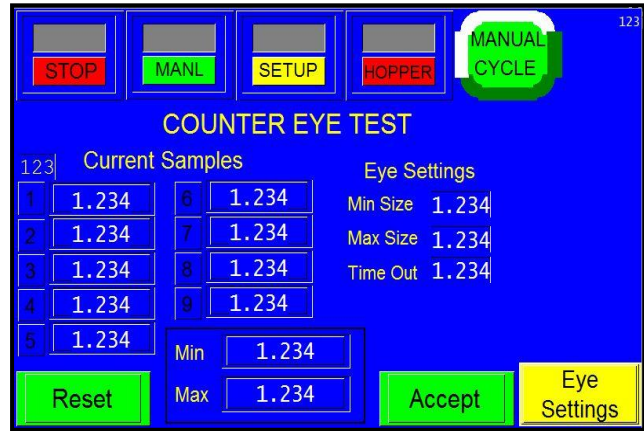 123
STOP MANL SETUP HOPPER MANUAL CYCLE
COUNTER EYE TEST
123 Current Samples
Eye Settings
1 1.234 6 1.234 Min Size 1.234
2 1.234 7 1.234 Max Size 1.234
3 1.234 8 1.234 Time Out 1.234
4 1.234 9 1.234
5 1.234
Min 1.234
Max 1.234
Reset
Accept
Eye
Settings